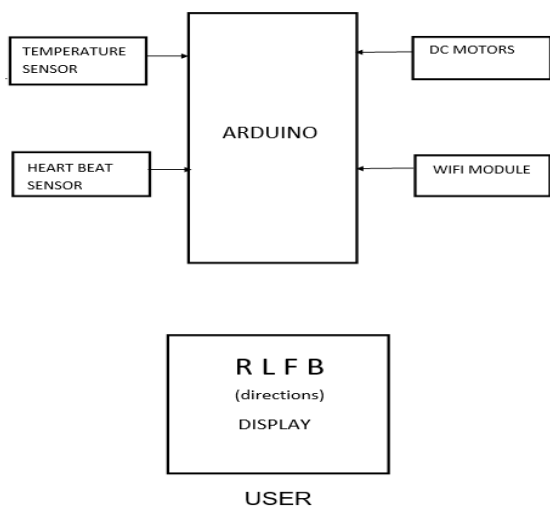 TEMPERATURE
SENSOR
DC MOTORS
ARDUINO
HEART BEAT
SENSOR
WIFI MODULE
R L F B
(directions)
DISPLAY
USER